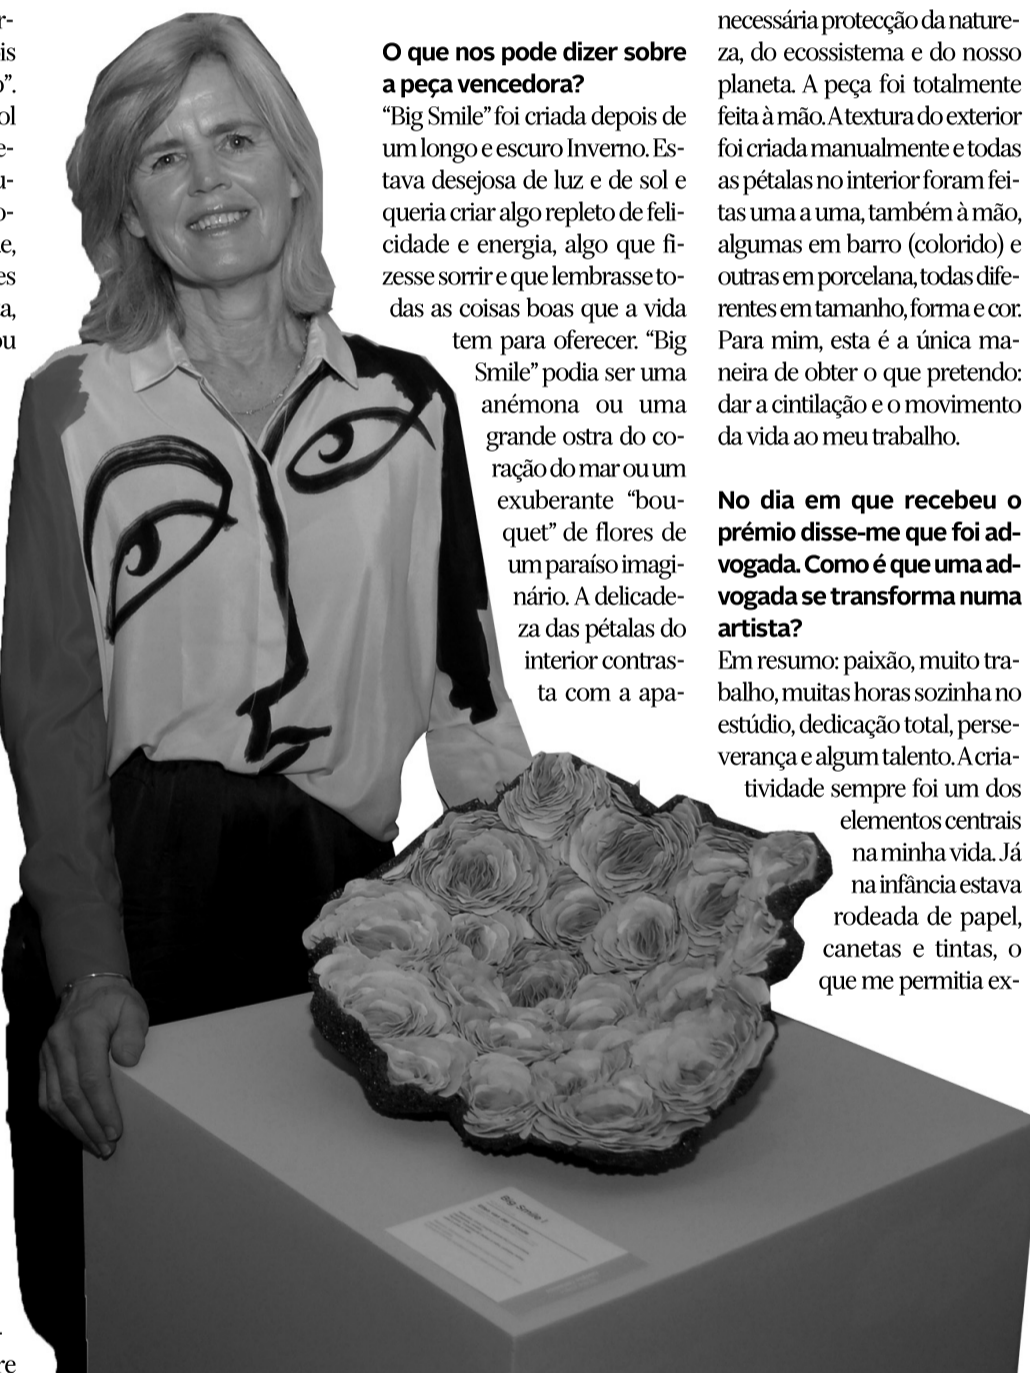 r-
is
o”.
ol
e-
u-
o-
e,
es
a,
ou
-
re
O que nos pode dizer sobre
a peça vencedora?
“Big Smile” foi criada depois de
um longo e escuro Inverno. Es-
tava desejosa de luz e de sol e
queria criar algo repleto de feli-
cidade e energia, algo que fi-
zesse sorrir e que lembrasse to-
das as coisas boas que a vida
tem para oferecer. “Big
Smile” podia ser uma
anémona ou uma
grande ostra do co-
ração do mar ou um
exuberante “bou-
quet” de flores de
um paraíso imagi-
nário. A delicade-
za das pétalas do
interior contras-
ta com a apa-
necessária protecção da nature-
za, do ecossistema e do nosso
planeta. A peça foi totalmente
feita à mão. A textura do exterior
foi criada manualmente e todas
as pétalas no interior foram fei-
tas uma a uma, também à mão,
algumas em barro (colorido) e
outras em porcelana, todas dife-
rentes em tamanho, forma e cor.
Para mim, esta é a única ma-
neira de obter o que pretendo:
dar a cintilação e o movimento
da vida ao meu trabalho.
No dia em que recebeu o
prémio disse-me que foi ad-
vogada. Como é que uma ad-
vogada se transforma numa
artista?
Em resumo: paixão, muito tra-
balho, muitas horas sozinha no
estúdio, dedicação total, perse-
verança e algum talento. A cria-
tividade sempre foi um dos
elementos centrais
na minha vida. Já
na infância estava
rodeada de papel,
canetas e tintas, o
que me permitia ex-
Big Smile !